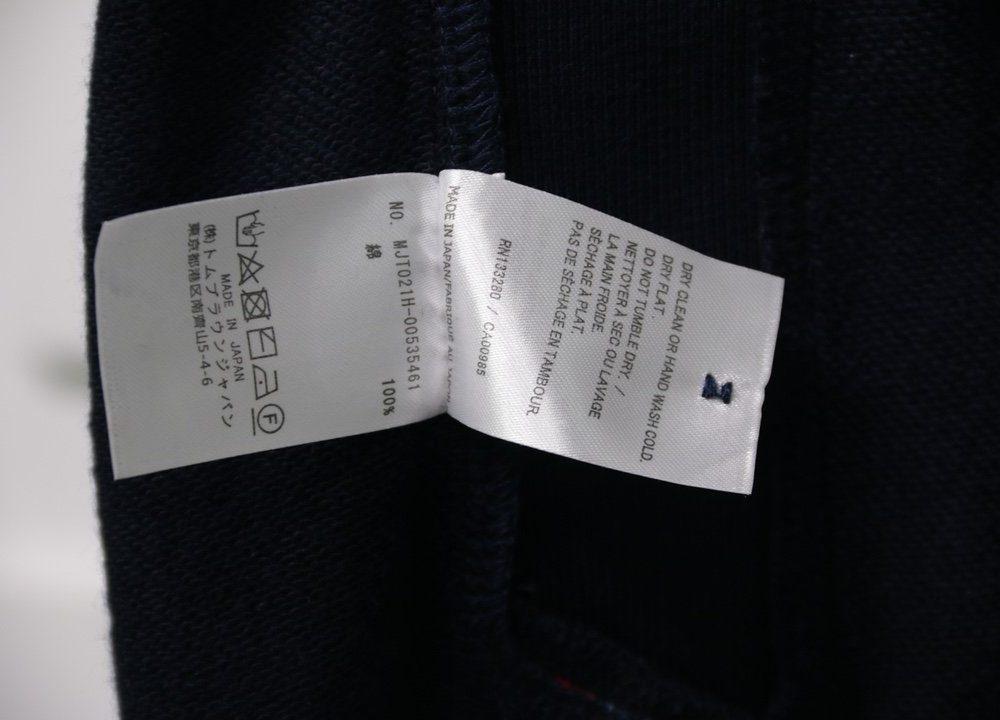 M
DRY CLEAN OR HAND WASH COLD.
DRY FLAT.
DO NOT TUMBLE DRY. /
NETTOYER À SEC OU LAVAGE
LA MAIN FROIDE.
SÉCHAGE À PLAT.
PAS DE SÉCHAGE EN TAMBOUR.
RN133280 / CA00985
MADE IN JAPAN/FABRIQUÉ AU JAPON
NO. MJT021H-00535461
綿 100%
F
MADE IN JAPAN
(株)トムブラウンジャパン
東京都港区南青山5-4-6